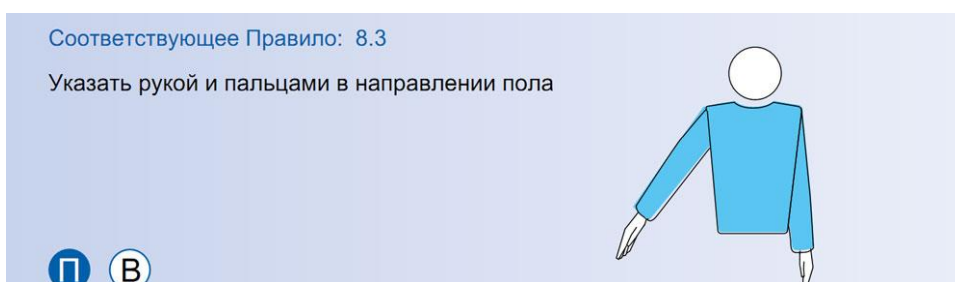 Соответствующее Правило: 8.3
Указать рукой и пальцами в направлении пола
П В